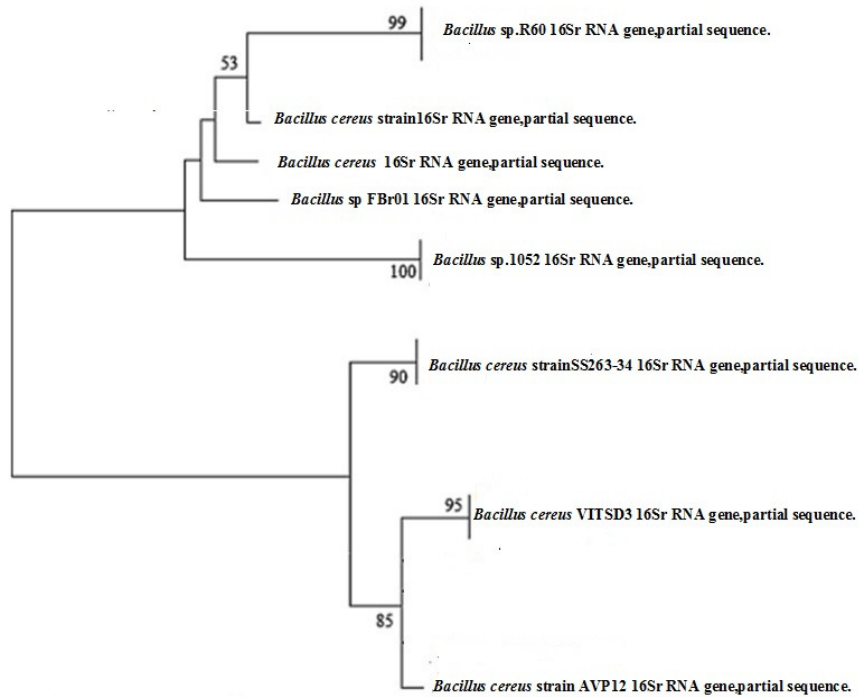 99
Bacillus sp.R60 16Sr RNA gene,partial sequence.
53
Bacillus cereus strain16Sr RNA gene,partial sequence.
Bacillus cereus 16Sr RNA gene,partial sequence.
Bacillus sp FBr01 16Sr RNA gene,partial sequence.
Bacillus sp.1052 16Sr RNA gene,partial sequence.
100
Bacillus cereus strainSS263-34 16Sr RNA gene,partial sequence.
90
95
Bacillus cereus VITSD3 16Sr RNA gene,partial sequence.
85
Bacillus cereus strain AVP12 16Sr RNA gene,partial sequence.